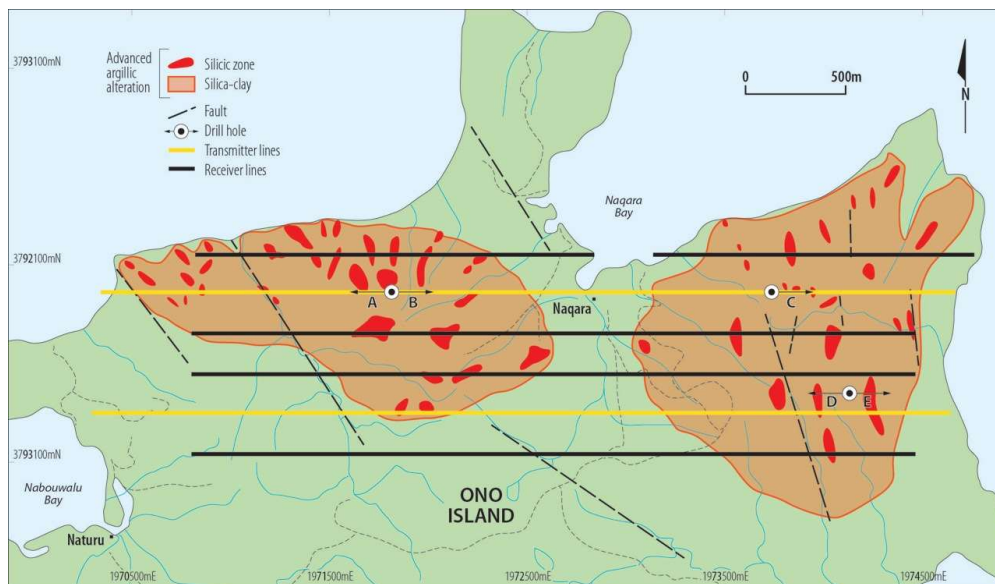 3793100mN
Advanced
argillic
alteration
Silicic zone
Silica-clay
Fault
Drill hole
Transmitter lines
Receiver lines
0 500m
N
Naqara
Bay
3792100mN
A B
Naqara
C
D E
3793100mN
Nabouwalu
Bay
ONO
ISLAND
Naturu
1970500mE 1971500mE 1972500mE 1973500mE 1974500mE